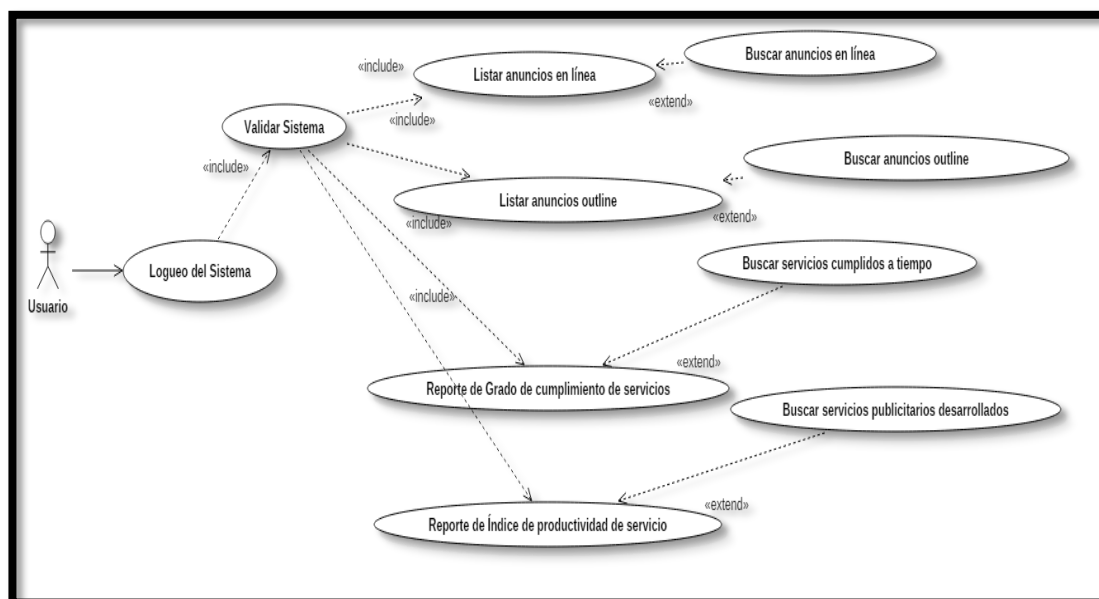 Buscar anuncios en línea
«include»
Listar anuncios en línea
«extend»
«include»
Validar Sistema
«include»
Buscar anuncios outline
Listar anuncios outline
«extend»
«include»
Buscar servicios cumplidos a tiempo
Logueo del Sistema
Usuario
«include»
«extend»
Reporte de Grado de cumplimiento de servicios
Buscar servicios publicitarios desarrollados
«extend»
Reporte de Índice de productividad de servicio